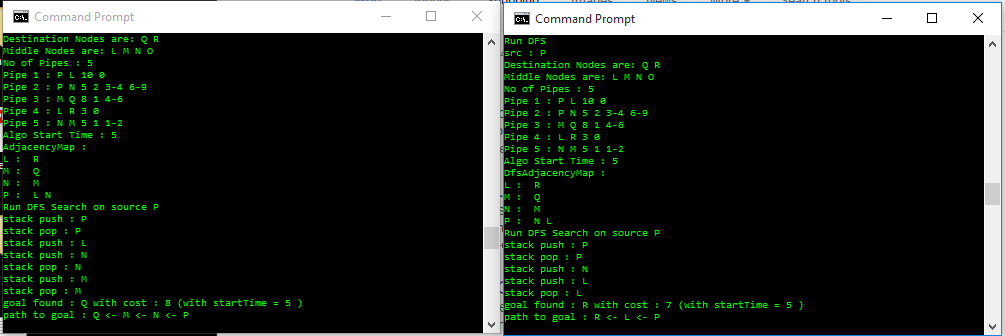 Command Prompt
Destination Nodes are: Q R
Middle Nodes are: L M N O
No of Pipes : 5
Pipe 1 : P L 10 0
Pipe 2 : P N 5 2 3-4 6-9
Pipe 3 : M Q 8 1 4-6
Pipe 4 : L R 3 0
Pipe 5 : N M 5 1 1-2
Algo Start Time : 5
AdjacencyMap :
L : R
M : Q
N : M
P : L N
Run DFS Search on source P
stack push : P
stack pop : P
stack push : L
stack push : N
stack pop : N
stack push : M
stack pop : M
goal found : Q with cost : 8 (with startTime = 5 )
path to goal : Q <- M <- N <- P
Command Prompt
Run DFS
src : P
Destination Nodes are: Q R
Middle Nodes are: L M N O
No of Pipes : 5
Pipe 1 : P L 10 0
Pipe 2 : P N 5 2 3-4 6-9
Pipe 3 : M Q 8 1 4-6
Pipe 4 : L R 3 0
Pipe 5 : N M 5 1 1-2
Algo Start Time : 5
DfsAdjacencyMap :
L : R
M : Q
N : M
P : N L
Run DFS Search on source P
stack push : P
stack pop : P
stack push : N
stack push : L
stack pop : L
goal found : R with cost : 7 (with startTime = 5 )
path to goal : R <- L <- P